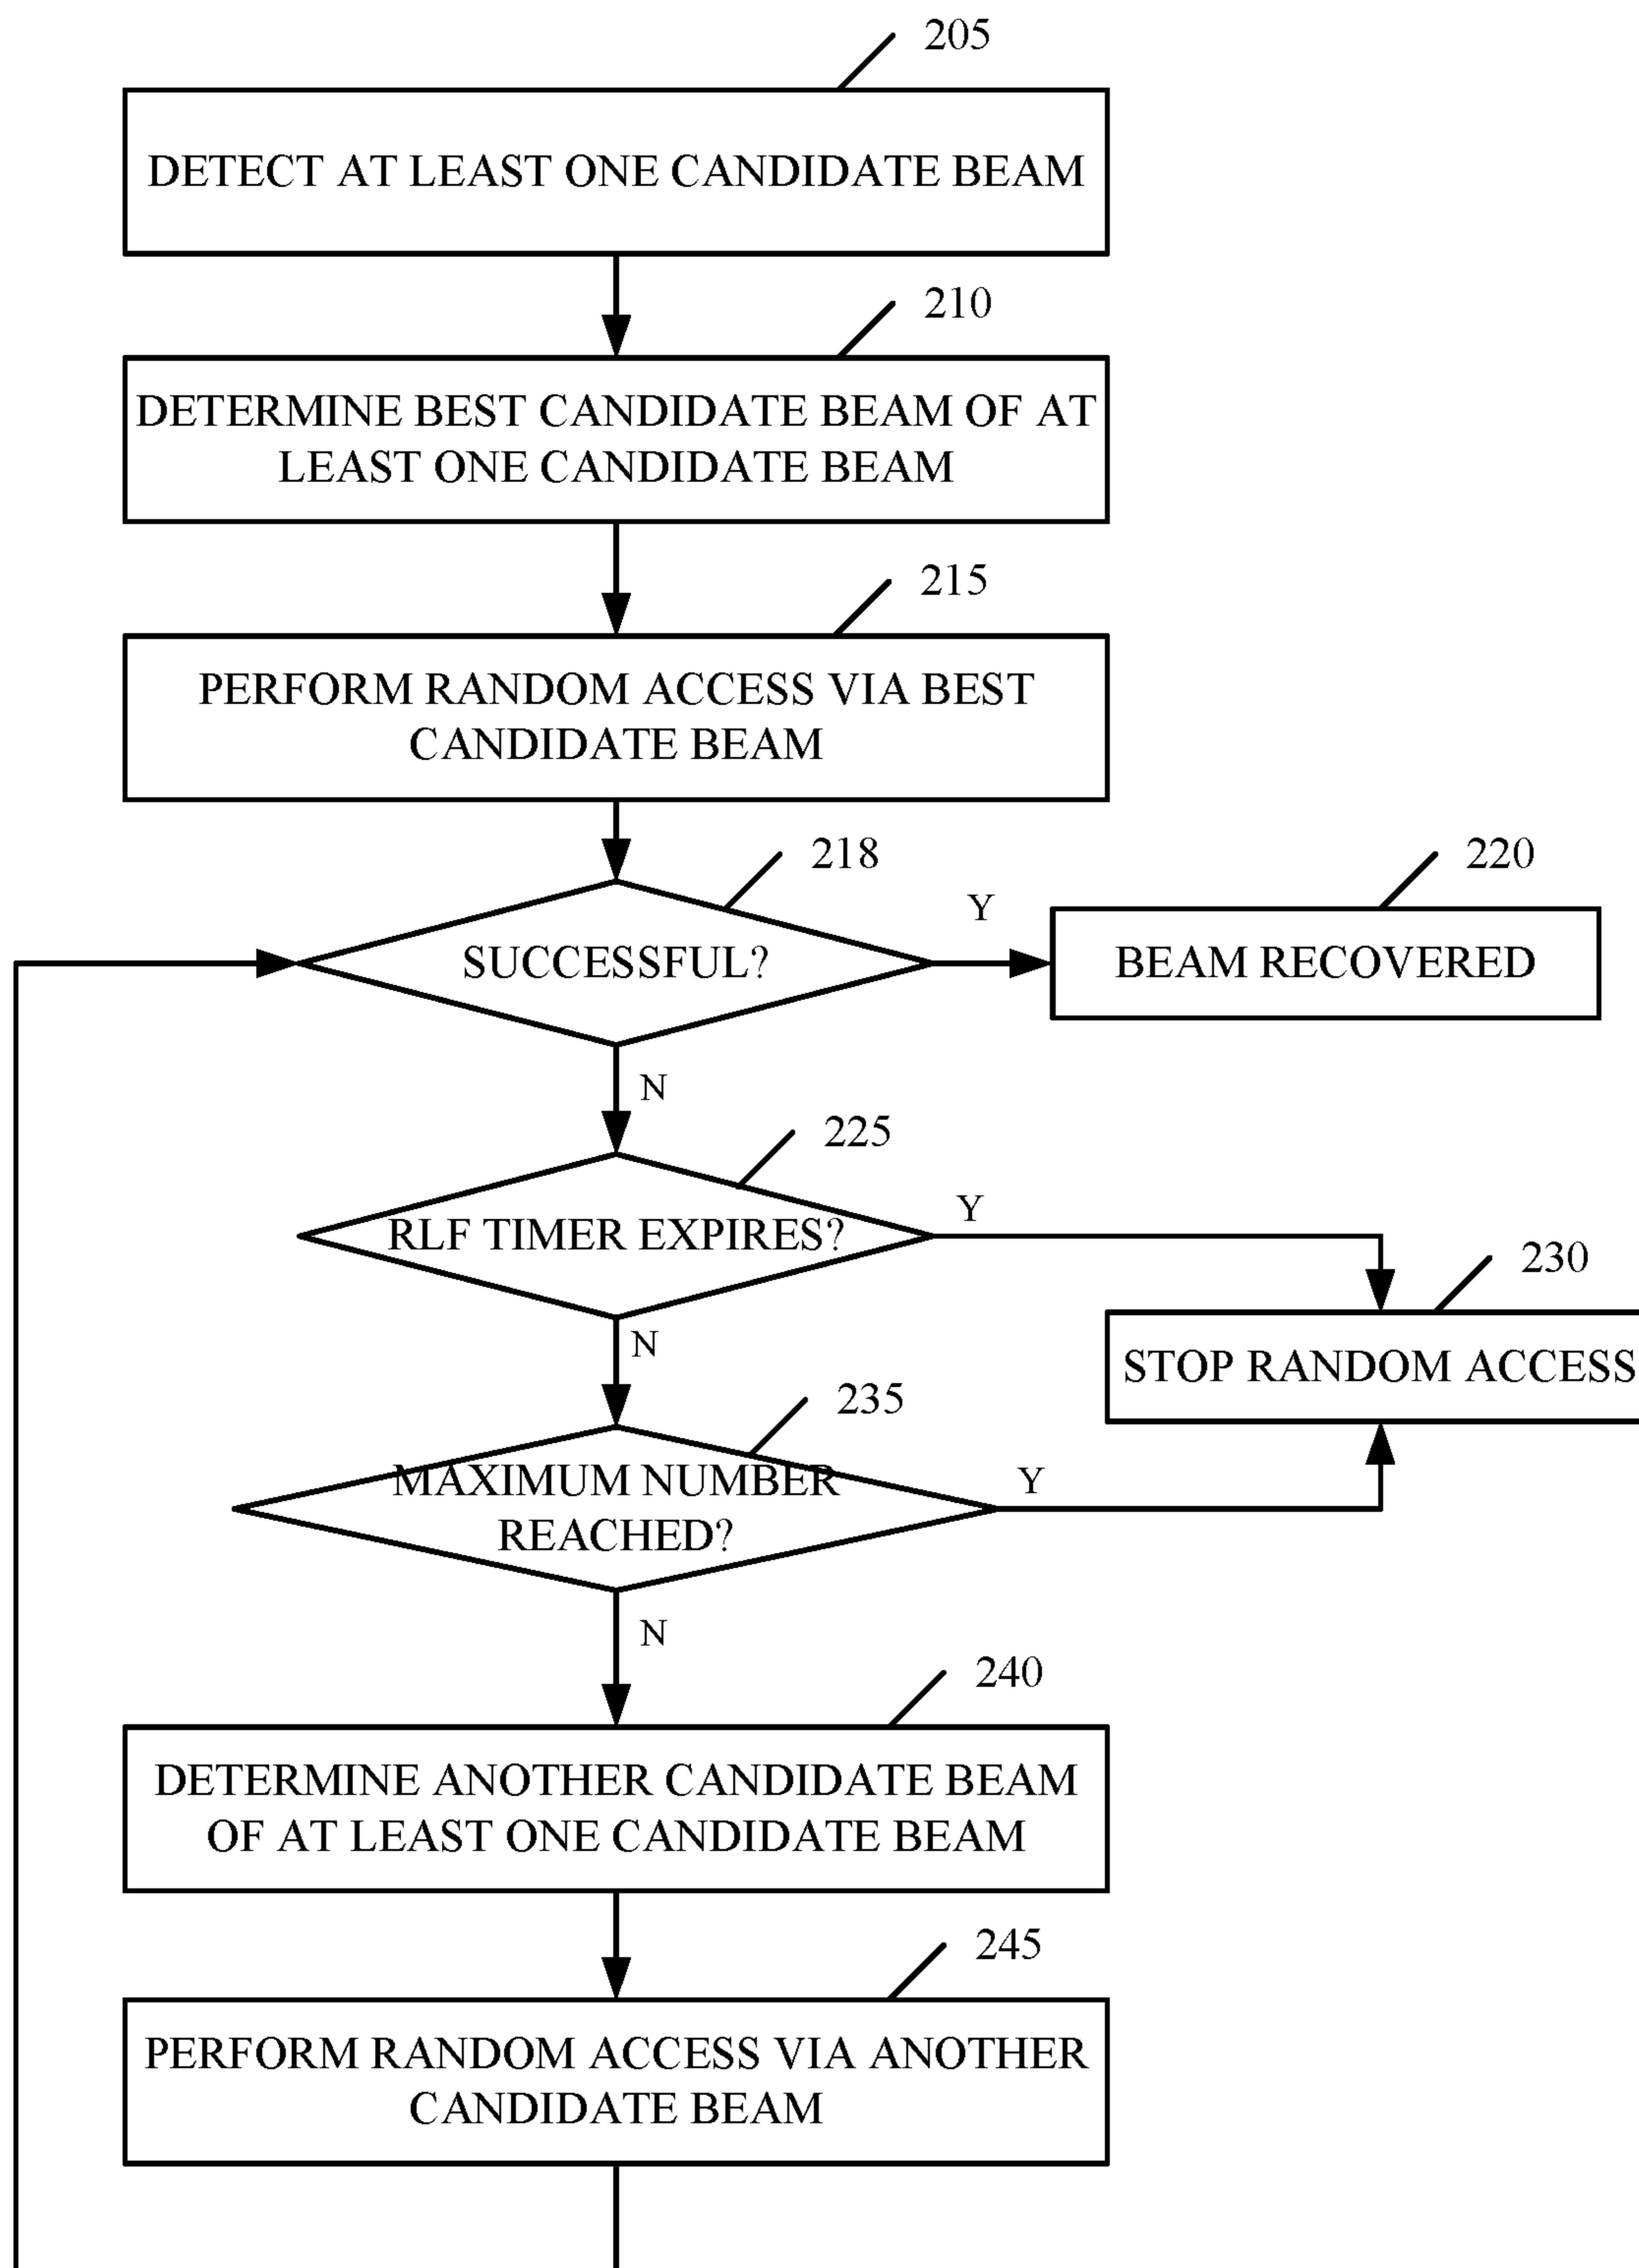 205
DETECT AT LEAST ONE CANDIDATE BEAM
210
DETERMINE BEST CANDIDATE BEAM OF AT
LEAST ONE CANDIDATE BEAM
215
PERFORM RANDOM ACCESS VIA BEST
CANDIDATE BEAM
218
SUCCESSFUL?
Y
220
BEAM RECOVERED
N
225
RLF TIMER EXPIRES?
Y
230
STOP RANDOM ACCESS
N
235
MAXIMUM NUMBER
REACHED?
Y
N
240
DETERMINE ANOTHER CANDIDATE BEAM
OF AT LEAST ONE CANDIDATE BEAM
245
PERFORM RANDOM ACCESS VIA ANOTHER
CANDIDATE BEAM